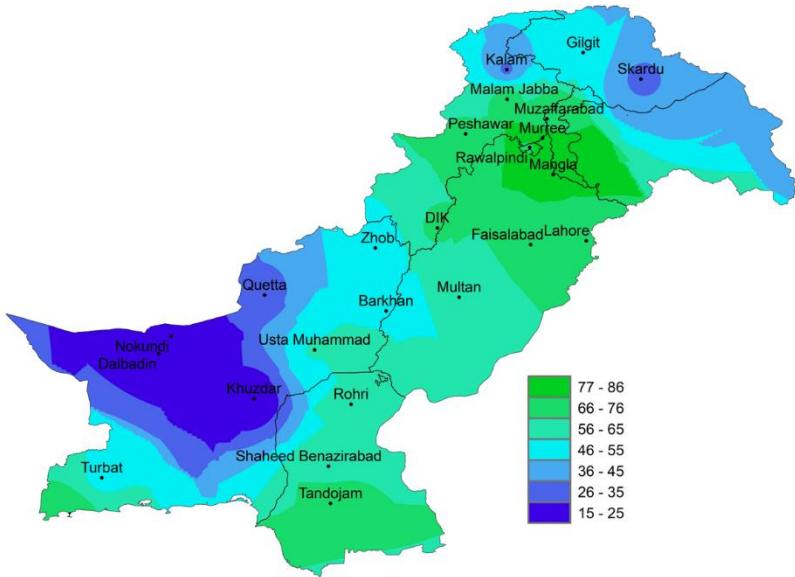 Gilgit
Kalam
Skardu
Malam Jabba
Muzaffarabad
Peshawar
Murree
Rawalpindi
Mangla
DIK
Zhob
Faisalabad
Lahore
Quetta
Multan
Barkhan
Nokundi
Usta Muhammad
Dalbadin
Khuzdar
Rohri
77 - 86
66 - 76
56 - 65
46 - 55
36 - 45
26 - 35
15 - 25
Shaheed Benazirabad
Turbat
Tandojam